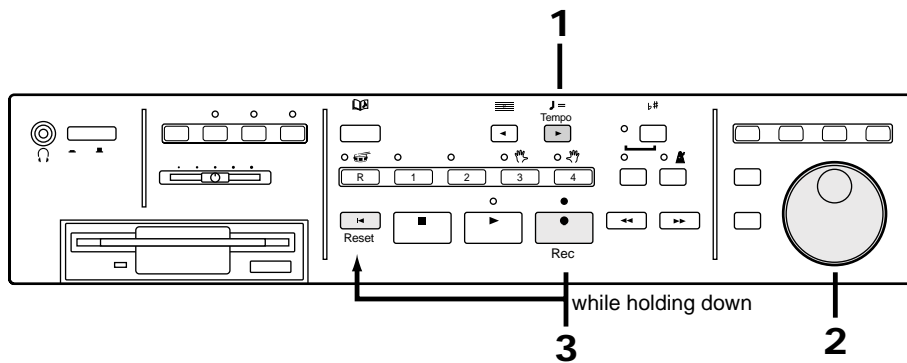 1
♩ =
♭♯
Tempo
R 1 2 3 4
Reset
Rec
while holding down
3
2